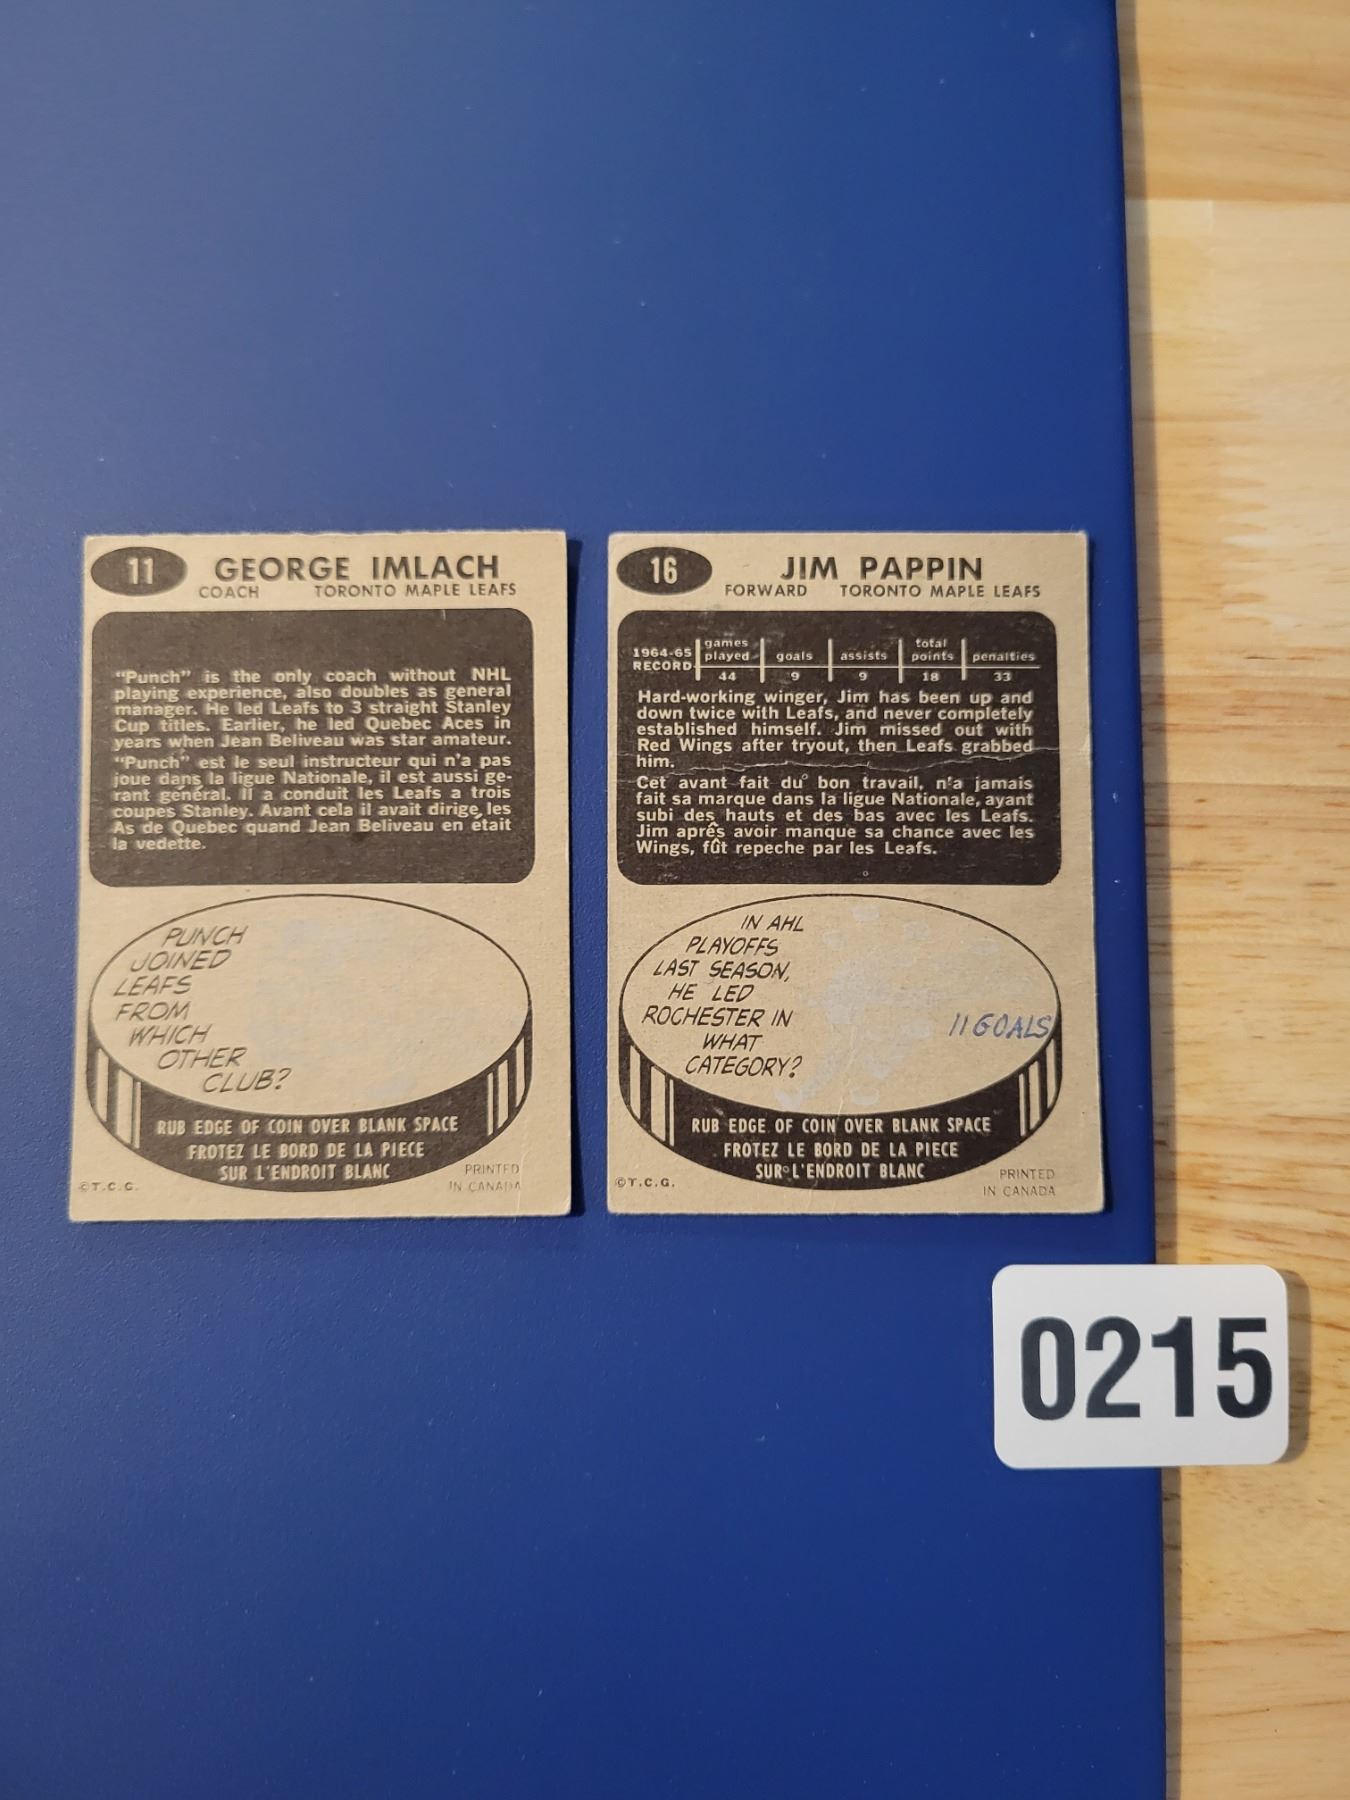 11
GEORGE IMLACH
COACH TORONTO MAPLE LEAFS
"Punch" is the only coach without NHL
playing experience, also doubles as general
manager. He led Leafs to 3 straight Stanley
Cup titles. Earlier, he led Quebec Aces in
years when Jean Beliveau was star amateur.
"Punch" est le seul instructeur qui n'a pas
joue dans la ligue Nationale, il est aussi ge-
rant general. Il a conduit les Leafs a trois
coupes Stanley. Avant cela il avait dirige les
As de Quebec quand Jean Beliveau en était
la vedette.
PUNCH
JOINED
LEAFS
FROM
WHICH
OTHER
CLUB?
RUB EDGE OF COIN OVER BLANK SPACE
FROTEZ LE BORD DE LA PIECE
SUR L'ENDROIT BLANC
©T.C.G.
PRINTED
IN CANADA
16
JIM PAPPIN
FORWARD TORONTO MAPLE LEAFS
1964-65 RECORD
games played goals assists total points penalties
44 9 9 18 33
Hard-working winger, Jim has been up and
down twice with Leafs, and never completely
established himself. Jim missed out with
Red Wings after tryout, then Leafs grabbed
him.
Cet avant fait du bon travail, n'a jamais
fait sa marque dans la ligue Nationale, ayant
subi des hauts et des bas avec les Leafs.
Jim aprês avoir manque sa chance avec les
Wings, fût repeche par les Leafs.
IN AHL
PLAYOFFS
LAST SEASON,
HE LED
ROCHESTER IN
WHAT
CATEGORY?
11 GOALS
RUB EDGE OF COIN OVER BLANK SPACE
FROTEZ LE BORD DE LA PIECE
SUR L'ENDROIT BLANC
©T.C.G.
PRINTED
IN CANADA
0215